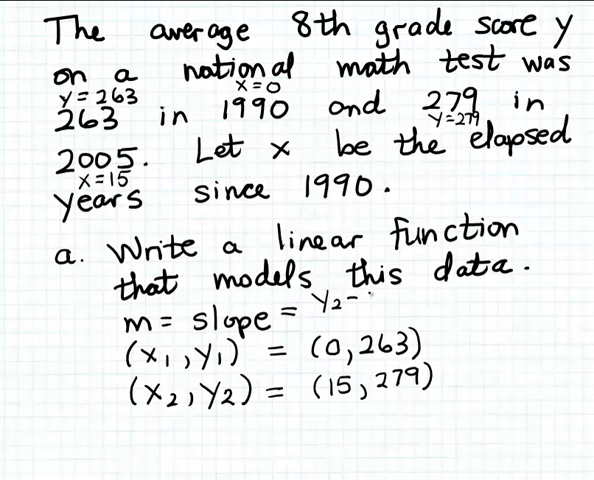 The average 8th grade score y
on a national math test was
y = 263 x = 0
263 in 1990 and 279 in
y = 279
2005. Let x be the elapsed
x = 15
years since 1990.
a. Write a linear function
that models this data.
m = slope = y2 -
(x1, y1) = (0, 263)
(x2, y2) = (15, 279)